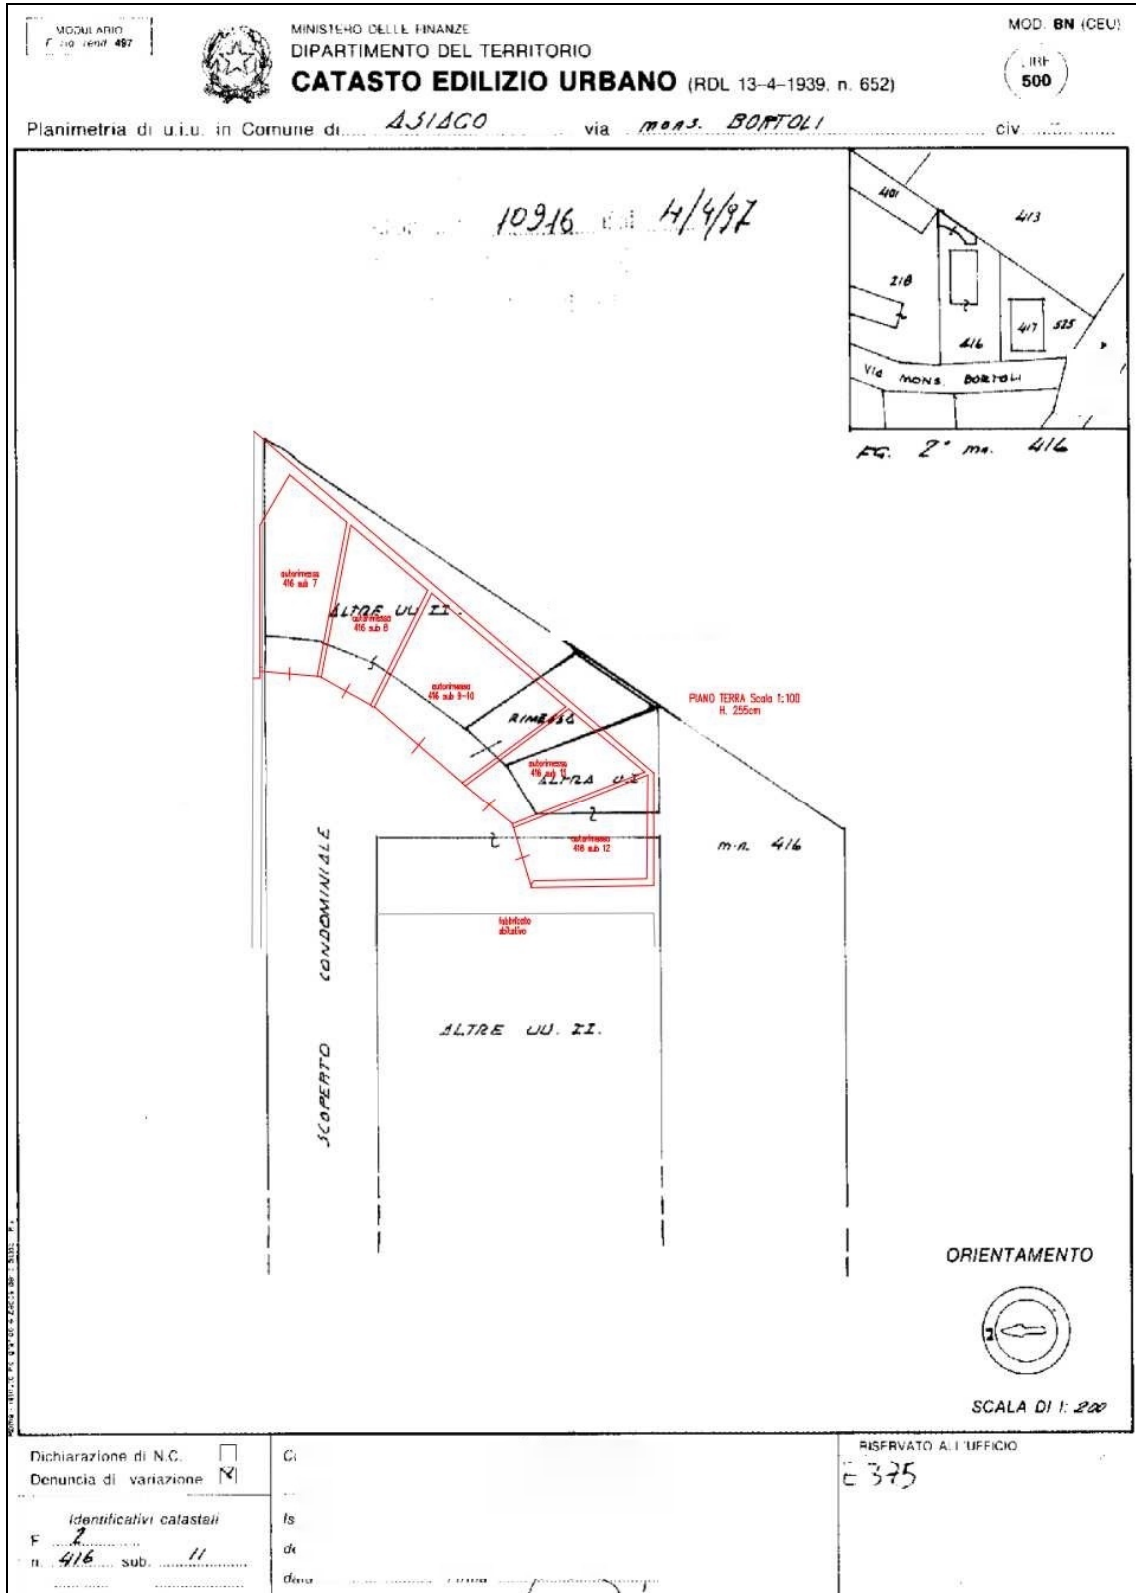 MODULARIO
F. rig. rend. 497
MINISTERO DELLE FINANZE
DIPARTIMENTO DEL TERRITORIO
CATASTO EDILIZIO URBANO (RDL 13-4-1939, n. 652)
MOD. BN (CEU)
LIRE
500
Planimetria di u.i.u. in Comune di ASIAGO via mons. BORTOLI civ.
10916 del 4/4/97
401
413
218
416
417
525
VIA MONS. BORTOLI
FG. 2° mn. 416
autorimessa
416 sub 7
ALTRE UU II.
autorimessa
416 sub 8
autorimessa
416 sub 9-10
RIMESSA
PIANO TERRA Scala 1:100
H. 255cm
autorimessa
416 sub 11
ALTRA U.I
autorimessa
416 sub 12
m.n. 416
fabbricato
abitativo
SCOPERTO CONDOMINIALE
ALTRE UU. II.
ORIENTAMENTO
SCALA DI 1: 200
Dichiarazione di N.C.
Denuncia di variazione
Identificativi catastali
F. 2
n. 416 sub. 11
RISERVATO ALL'UFFICIO
E 375